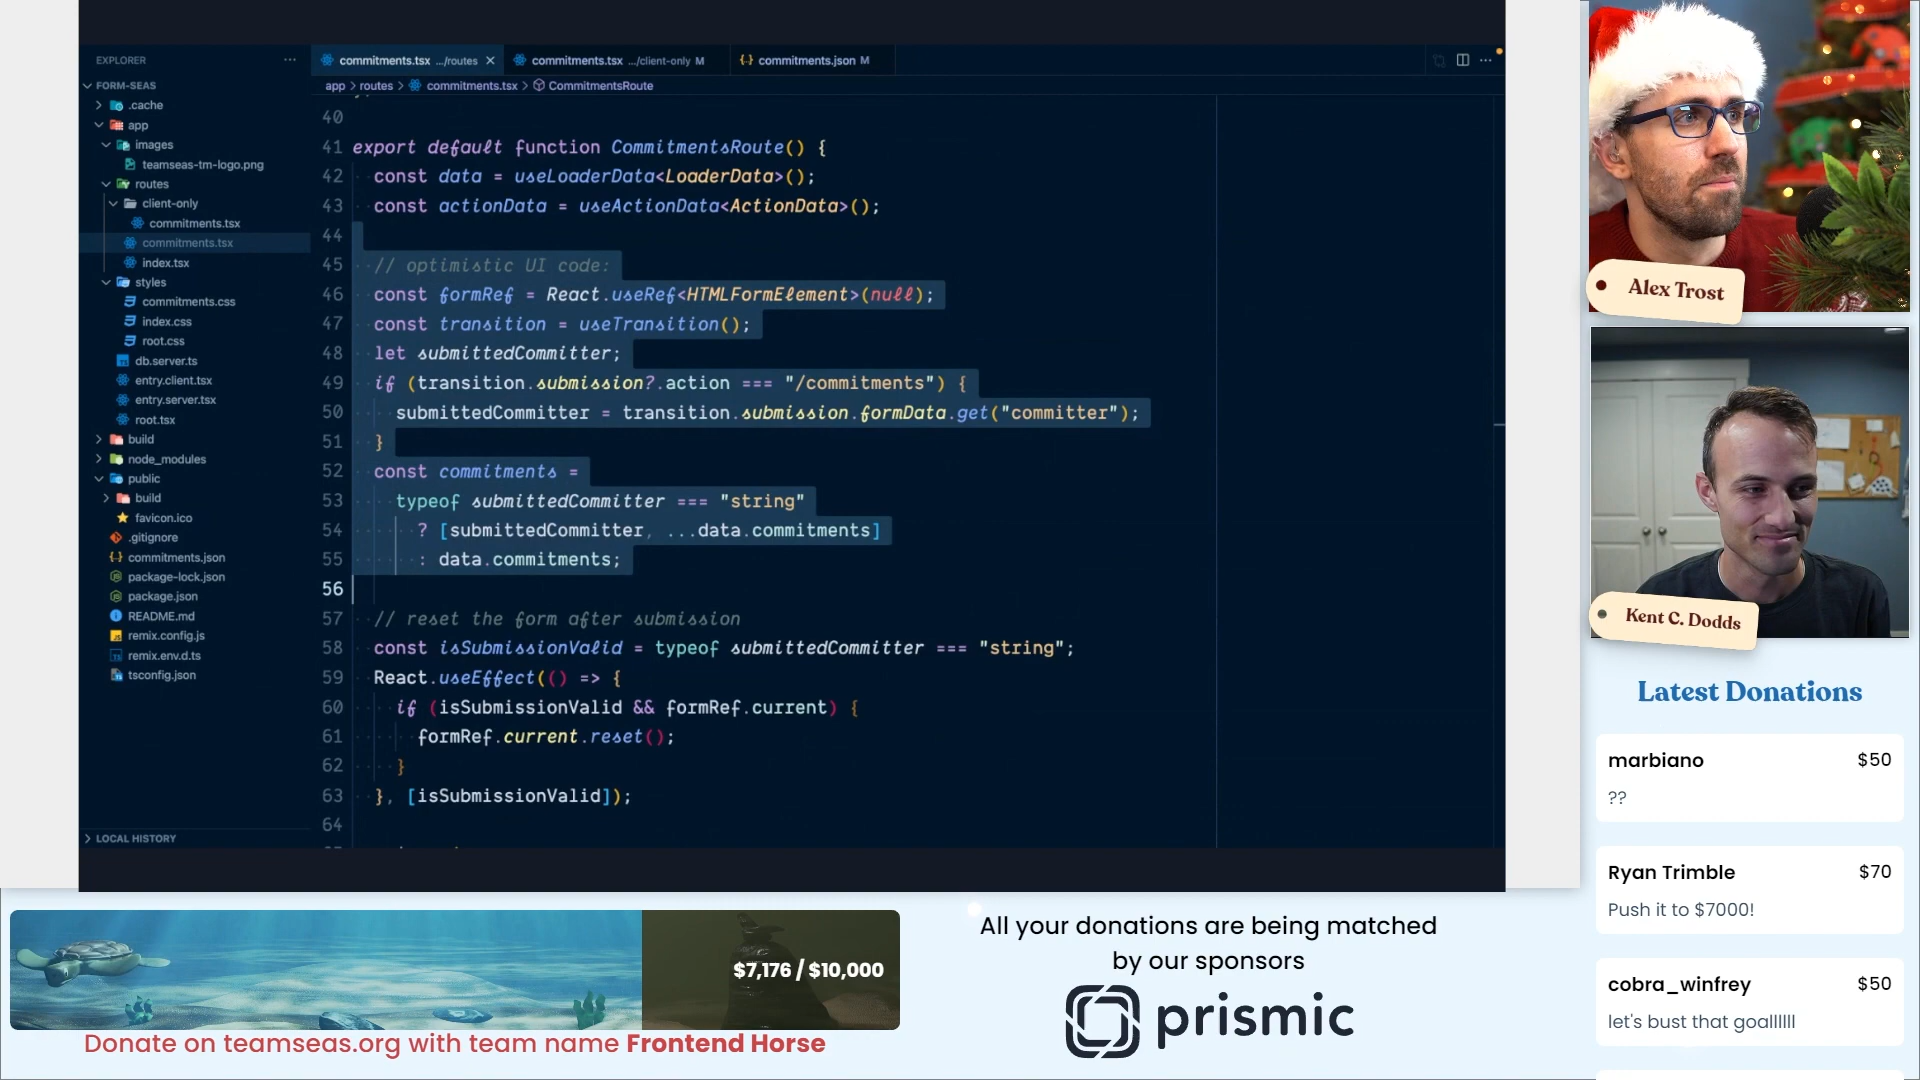 EXPLORER
FORM-SEAS
.cache
app
images
teamseas-tm-logo.png
routes
client-only
commitments.tsx
commitments.tsx
index.tsx
styles
commitments.css
index.css
root.css
db.server.ts
entry.client.tsx
entry.server.tsx
root.tsx
build
node_modules
public
build
favicon.ico
.gitignore
commitments.json
package-lock.json
package.json
README.md
remix.config.js
remix.env.d.ts
tsconfig.json
LOCAL HISTORY
commitments.tsx .../routes
commitments.tsx .../client-only M
commitments.json M
app > routes > commitments.tsx > CommitmentsRoute
40
41 export default function CommitmentsRoute() {
42 const data = useLoaderData<LoaderData>();
43 const actionData = useActionData<ActionData>();
44
45 // optimistic UI code:
46 const formRef = React.useRef<HTMLFormElement>(null);
47 const transition = useTransition();
48 let submittedCommitter;
49 if (transition.submission?.action === "/commitments") {
50 submittedCommitter = transition.submission.formData.get("committer");
51 }
52 const commitments =
53 typeof submittedCommitter === "string"
54 ? [submittedCommitter, ...data.commitments]
55 : data.commitments;
56
57 // reset the form after submission
58 const isSubmissionValid = typeof submittedCommitter === "string";
59 React.useEffect(() => {
60 if (isSubmissionValid && formRef.current) {
61 formRef.current.reset();
62 }
63 }, [isSubmissionValid]);
64
Alex Trost
Kent C. Dodds
Latest Donations
marbiano $50
??
Ryan Trimble $70
Push it to $7000!
cobra_winfrey $50
let's bust that goallllll
$7,176 / $10,000
Donate on teamseas.org with team name Frontend Horse
All your donations are being matched
by our sponsors
prismic